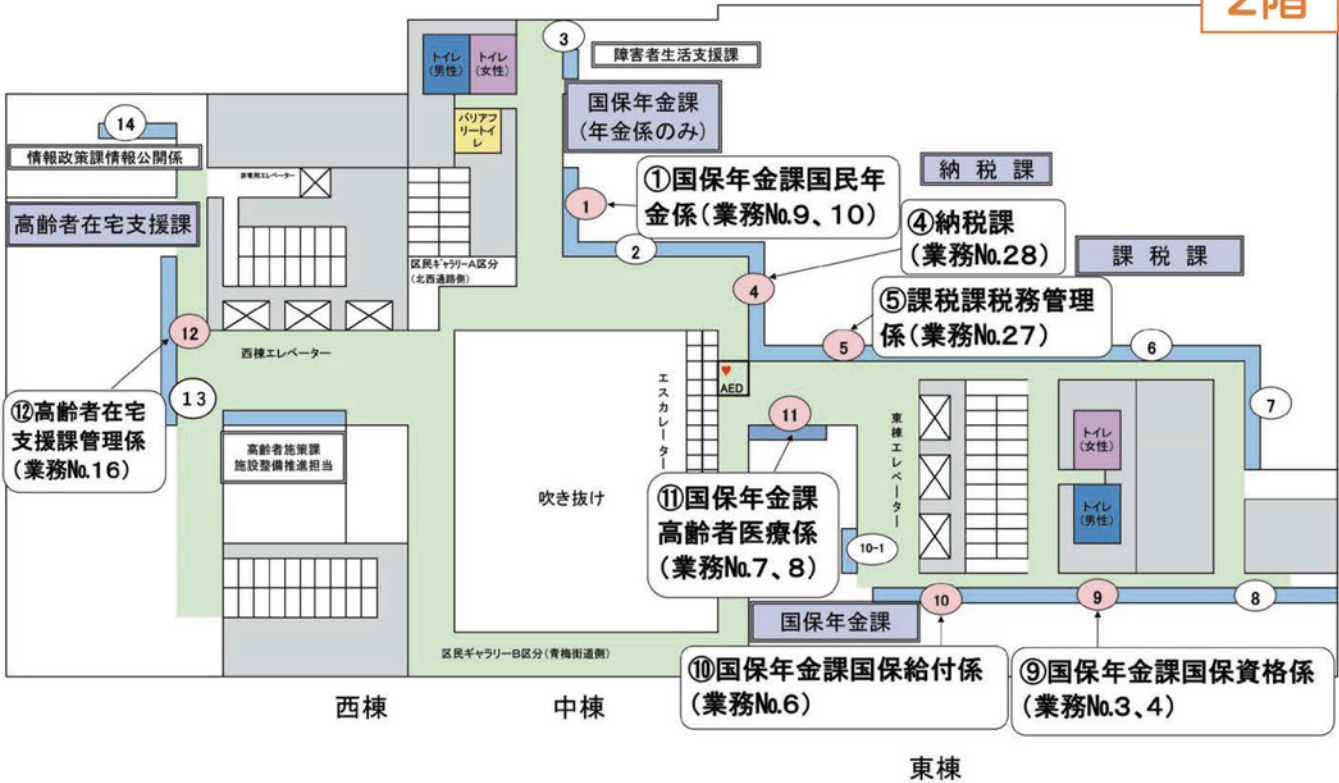 2階
3
トイレ
(男性)
トイレ
(女性)
障害者生活支援課
国保年金課
(年金係のみ)
バリアフ
リートイ
レ
14
情報政策課情報公開係
非常用エレベーター
①国保年金課国民年
金係(業務No.9、10)
1
納税課
④納税課
(業務No.28)
高齢者在宅支援課
2
課税課
区民ギャラリーA区分
(北西通路側)
4
⑤課税課税務管理
係(業務No.27)
12
5
6
西棟エレベーター
エスカレーター
♥
AED
13
7
⑫高齢者在宅
支援課管理係
(業務No.16)
11
東棟エレベーター
トイレ
(女性)
高齢者施策課
施設整備推進担当
吹き抜け
⑪国保年金課
高齢者医療係
(業務No.7、8)
トイレ
(男性)
10-1
10
9
8
国保年金課
区民ギャラリーB区分(青梅街道側)
⑩国保年金課国保給付係
(業務No.6)
⑨国保年金課国保資格係
(業務No.3、4)
西棟
中棟
東棟